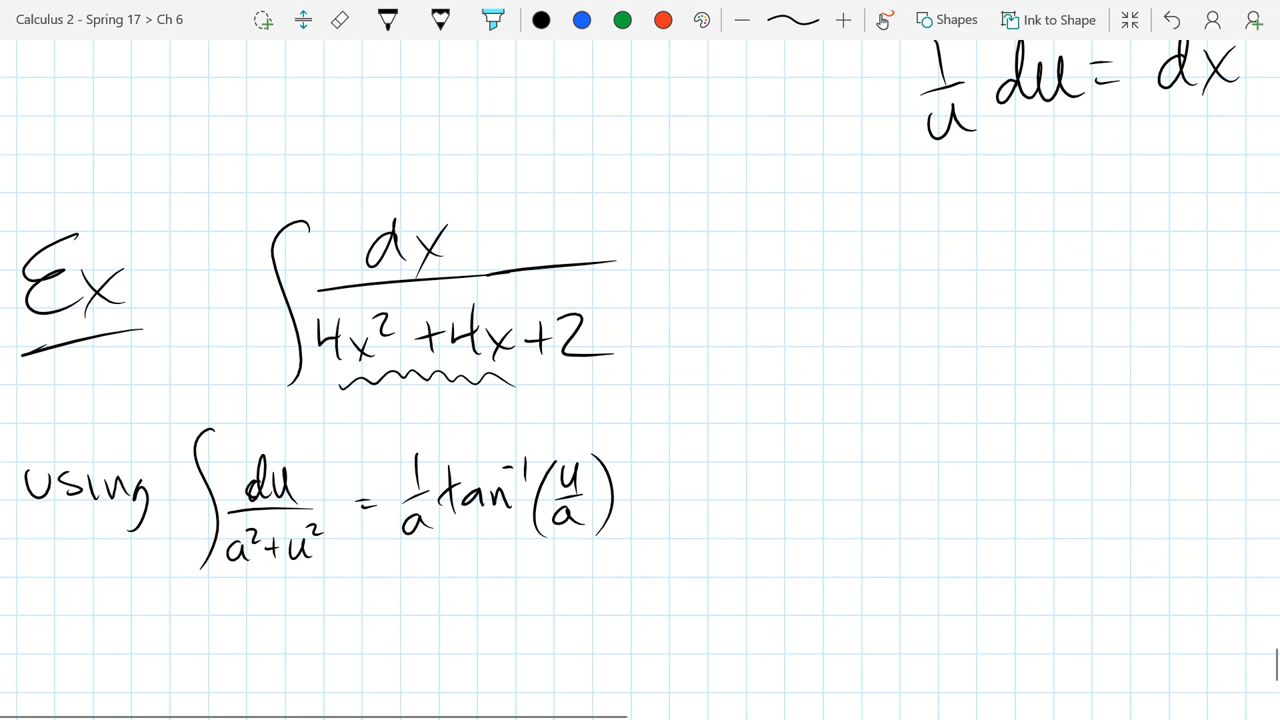 Calculus 2 - Spring 17 > Ch 6
Shapes
Ink to Shape
1/u du = dx
Ex ∫ dx / (4x² + 4x + 2)
using ∫ du / (a² + u²) = 1/a tan⁻¹(u/a)